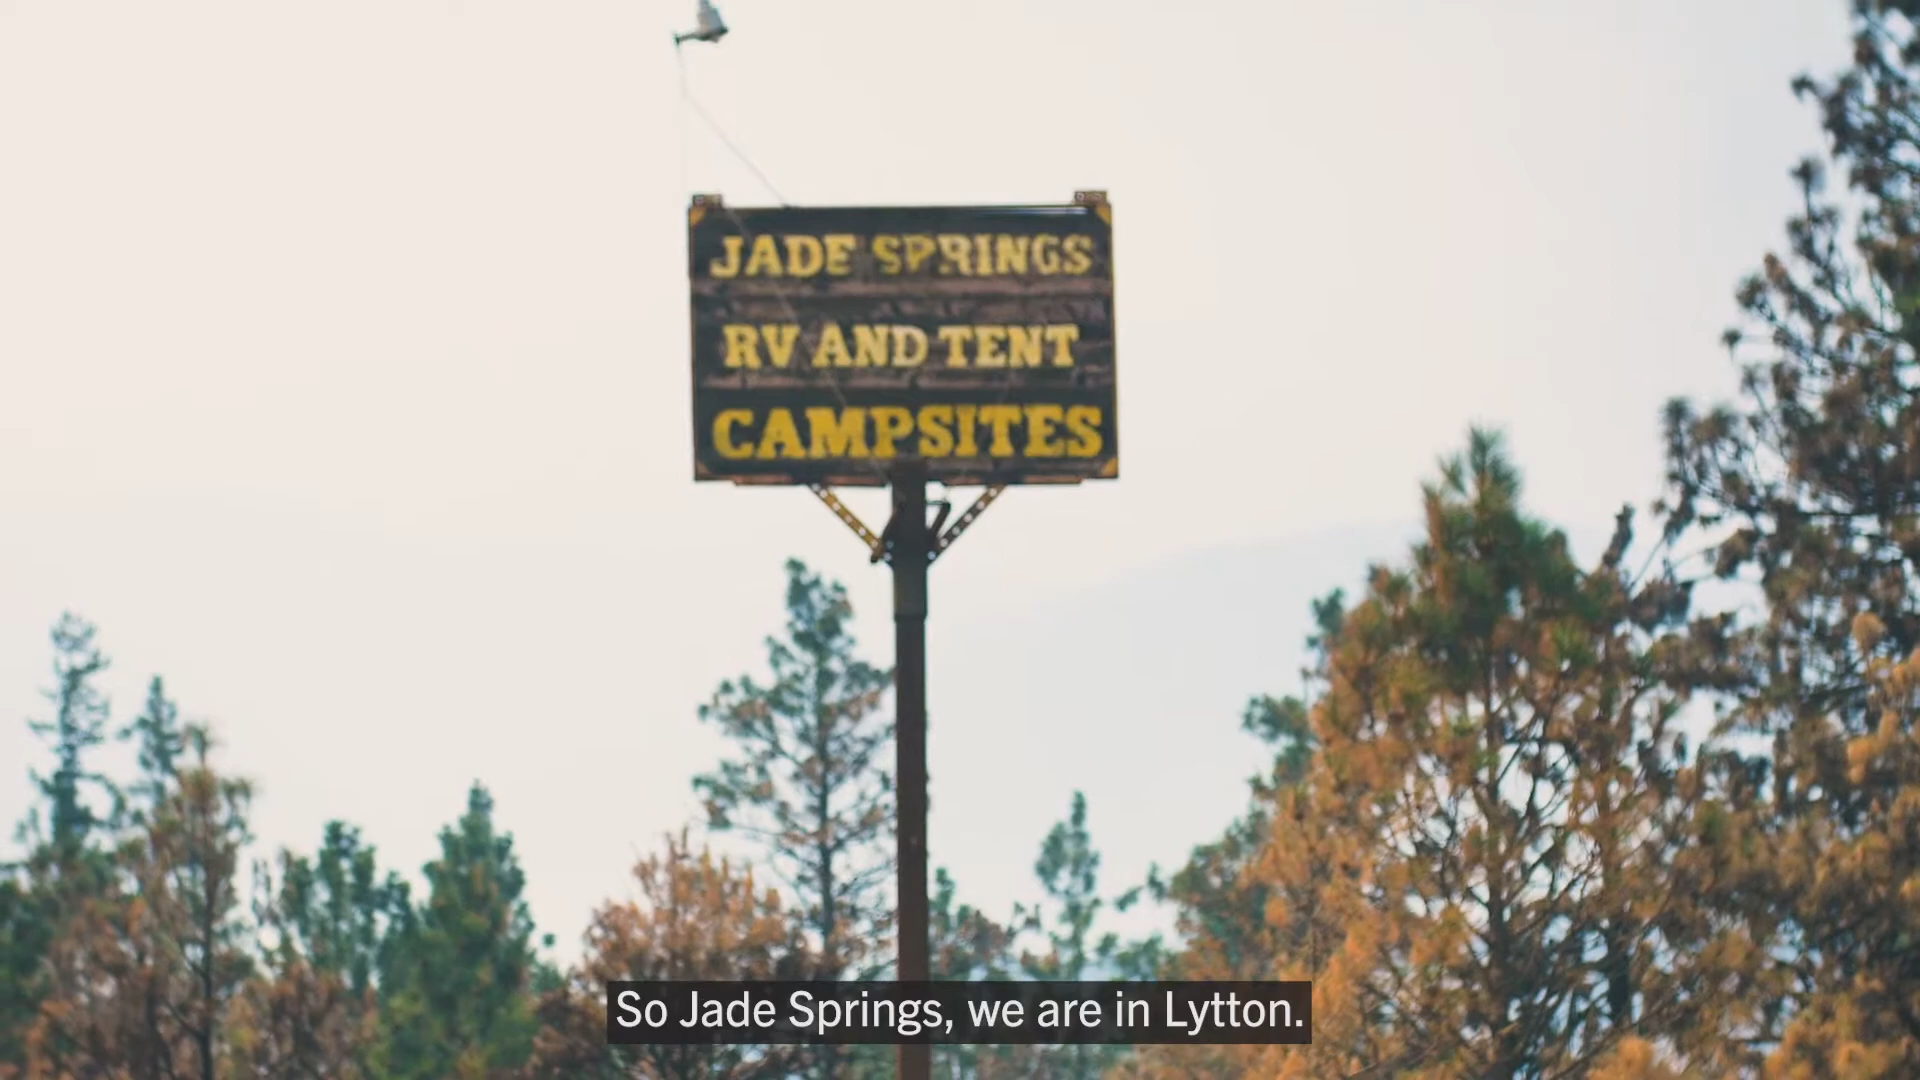 JADE SPRINGS
RV AND TENT
CAMPSITES
So Jade Springs, we are in Lytton.